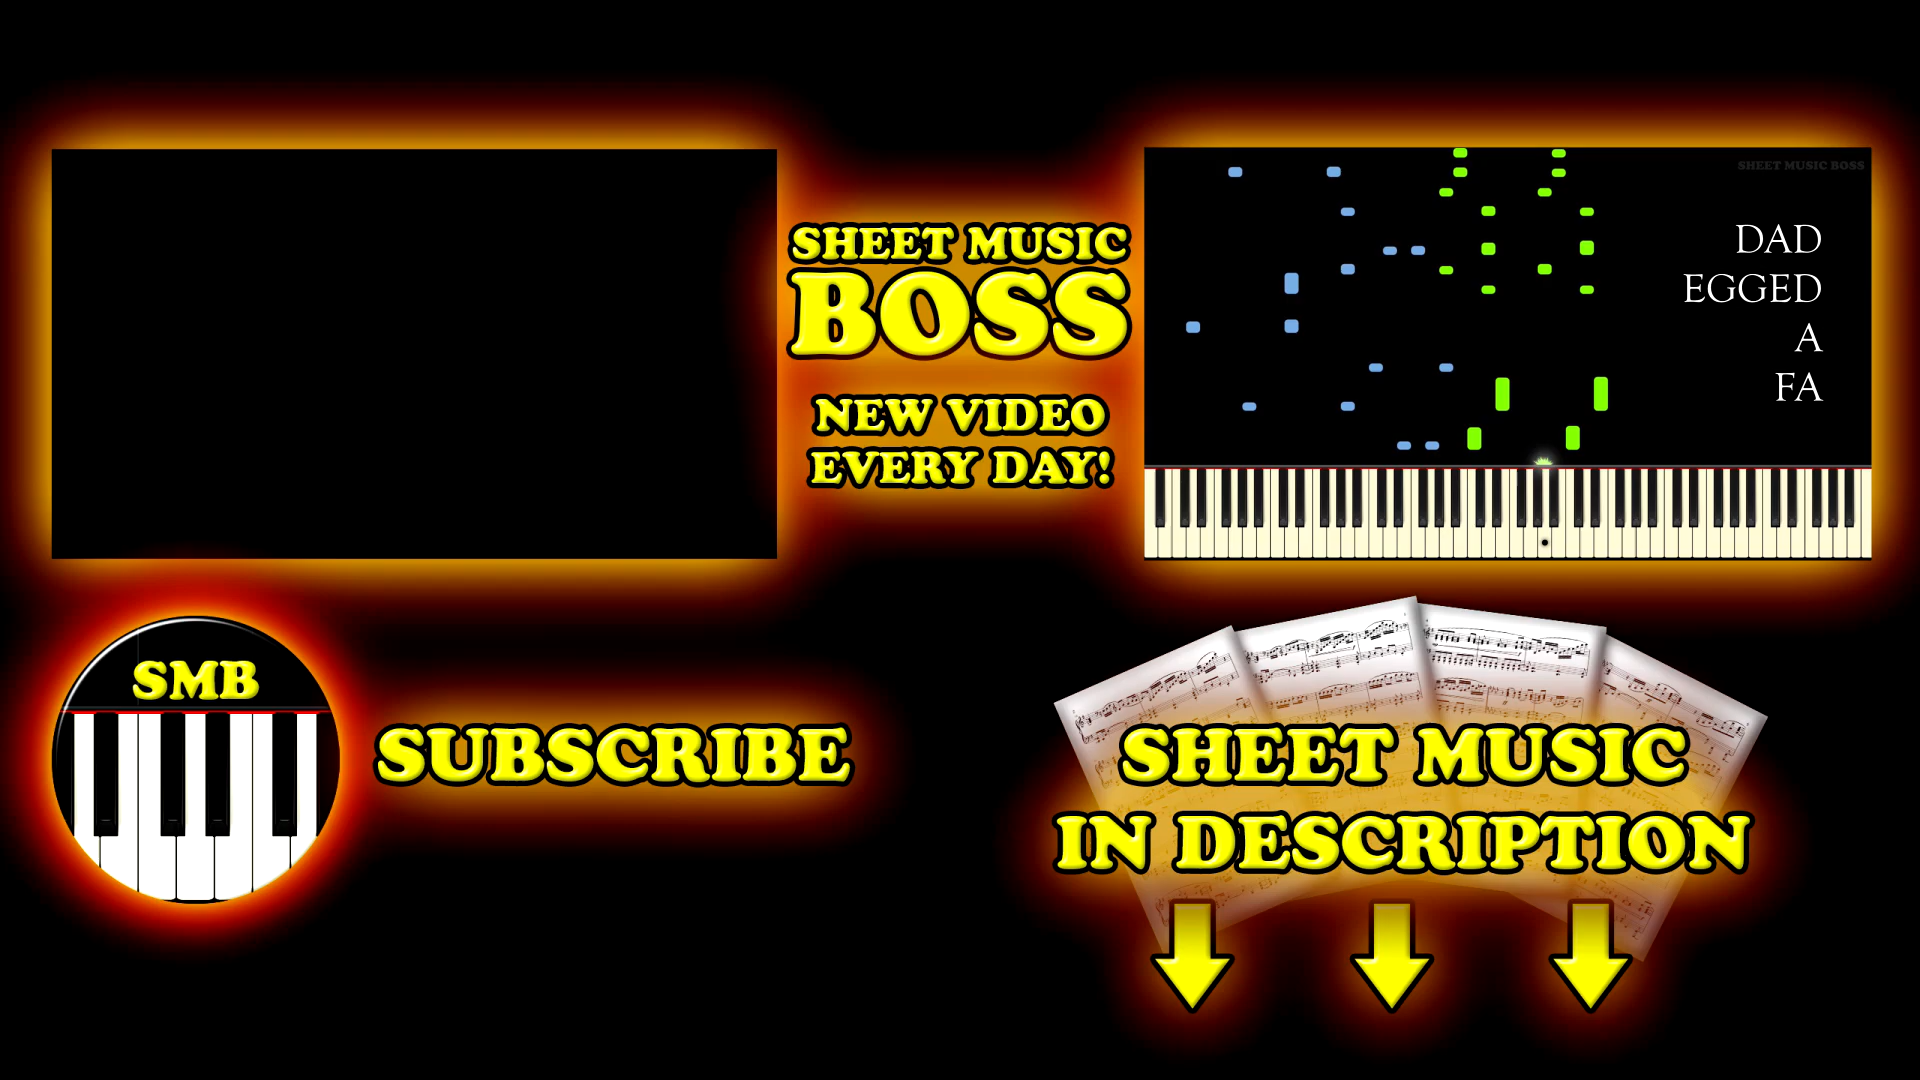 SHEET MUSIC
BOSS
NEW VIDEO
EVERY DAY!
SHEET MUSIC BOSS
DAD
EGGED
A
FA
SMB
SUBSCRIBE
SHEET MUSIC
IN DESCRIPTION